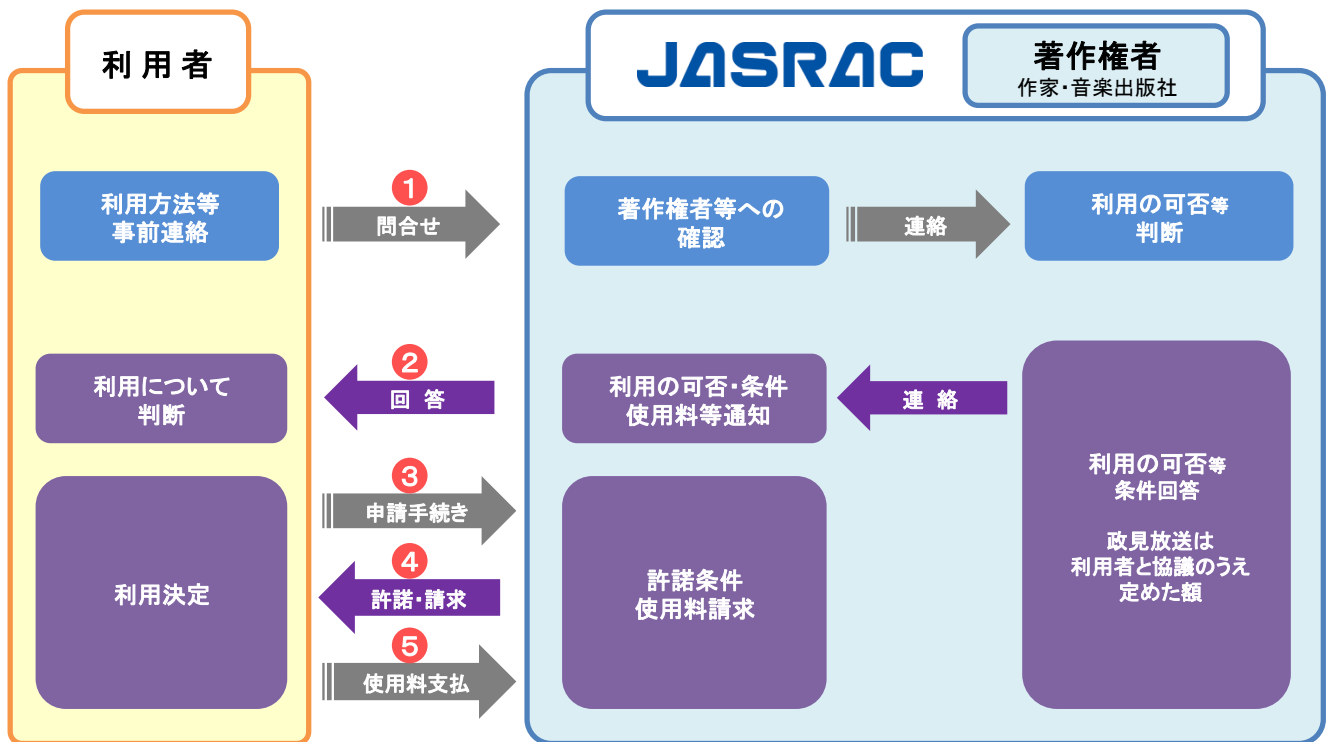 利用者
JASRAC
著作権者
作家・音楽出版社
利用方法等
事前連絡
1
問合せ
著作権者等への
確認
連絡
利用の可否等
判断
利用について
判断
2
回答
利用の可否・条件
使用料等通知
連絡
利用の可否等
条件回答
政見放送は
利用者と協議のうえ
定めた額
利用決定
3
申請手続き
4
許諾・請求
5
使用料支払
許諾条件
使用料請求